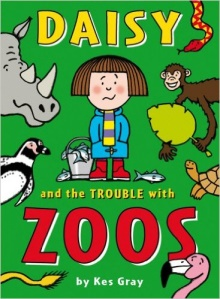 DAISY
and the TROUBLE with
ZOOS
by Kes Gray